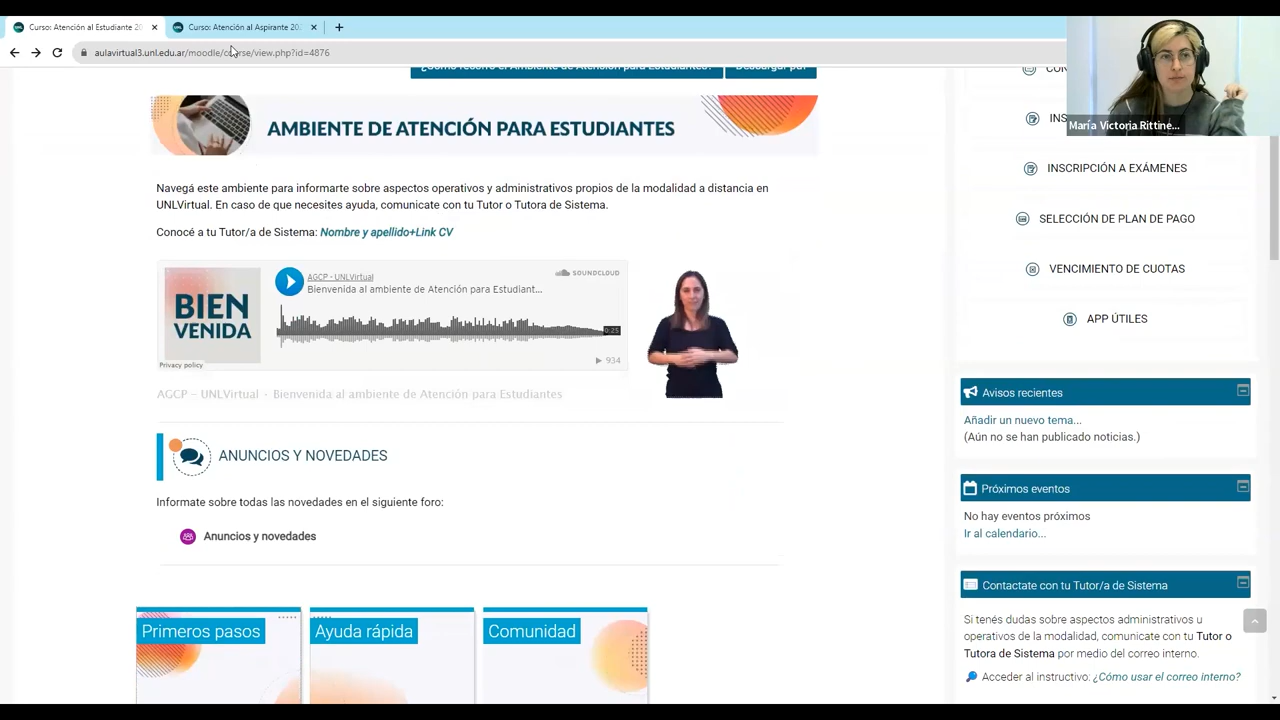 Curso: Atención al Estudiante 20
Curso: Atención al Aspirante 202
aulavirtual3.unl.edu.ar/moodle/course/view.php?id=4876
¿Cómo recorro el Ambiente de Atención para Estudiantes?
Descargar pdf
AMBIENTE DE ATENCIÓN PARA ESTUDIANTES
Navegá este ambiente para informarte sobre aspectos operativos y administrativos propios de la modalidad a distancia en
UNLVirtual. En caso de que necesites ayuda, comunicate con tu Tutor o Tutora de Sistema.
Conocé a tu Tutor/a de Sistema: Nombre y apellido+Link CV
BIEN
VENIDA
AGCP - UNLVirtual
Bienvenida al ambiente de Atención para Estudiant...
SOUNDCLOUD
0:25
934
Privacy policy
AGCP – UNLVirtual · Bienvenida al ambiente de Atención para Estudiantes
ANUNCIOS Y NOVEDADES
Informate sobre todas las novedades en el siguiente foro:
Anuncios y novedades
Primeros pasos
Ayuda rápida
Comunidad
María Victoria Rittine...
INSCRIPCIÓN A EXÁMENES
SELECCIÓN DE PLAN DE PAGO
VENCIMIENTO DE CUOTAS
APP ÚTILES
Avisos recientes
Añadir un nuevo tema...
(Aún no se han publicado noticias.)
Próximos eventos
No hay eventos próximos
Ir al calendario...
Contactate con tu Tutor/a de Sistema
Si tenés dudas sobre aspectos administrativos u
operativos de la modalidad, comunicate con tu Tutor o
Tutora de Sistema por medio del correo interno.
Acceder al instructivo: ¿Cómo usar el correo interno?